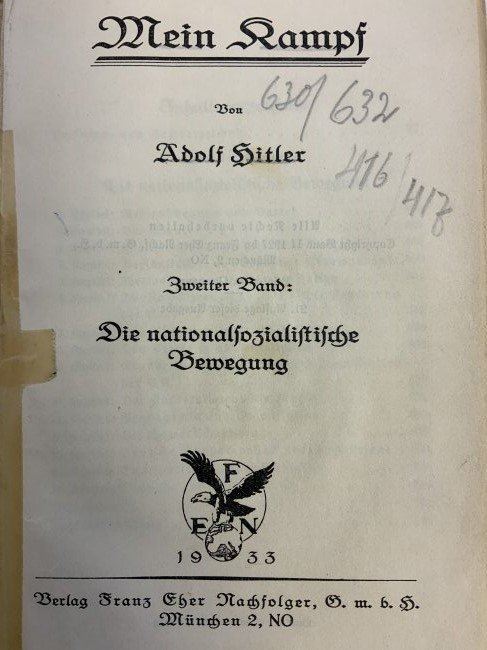 Mein Kampf
Von
630/632
Adolf Hitler
416/417
Zweiter Band:
Die nationalsozialistische
Bewegung
F
E N
1933
Verlag Franz Eher Nachfolger, G. m. b. H.
München 2, NO